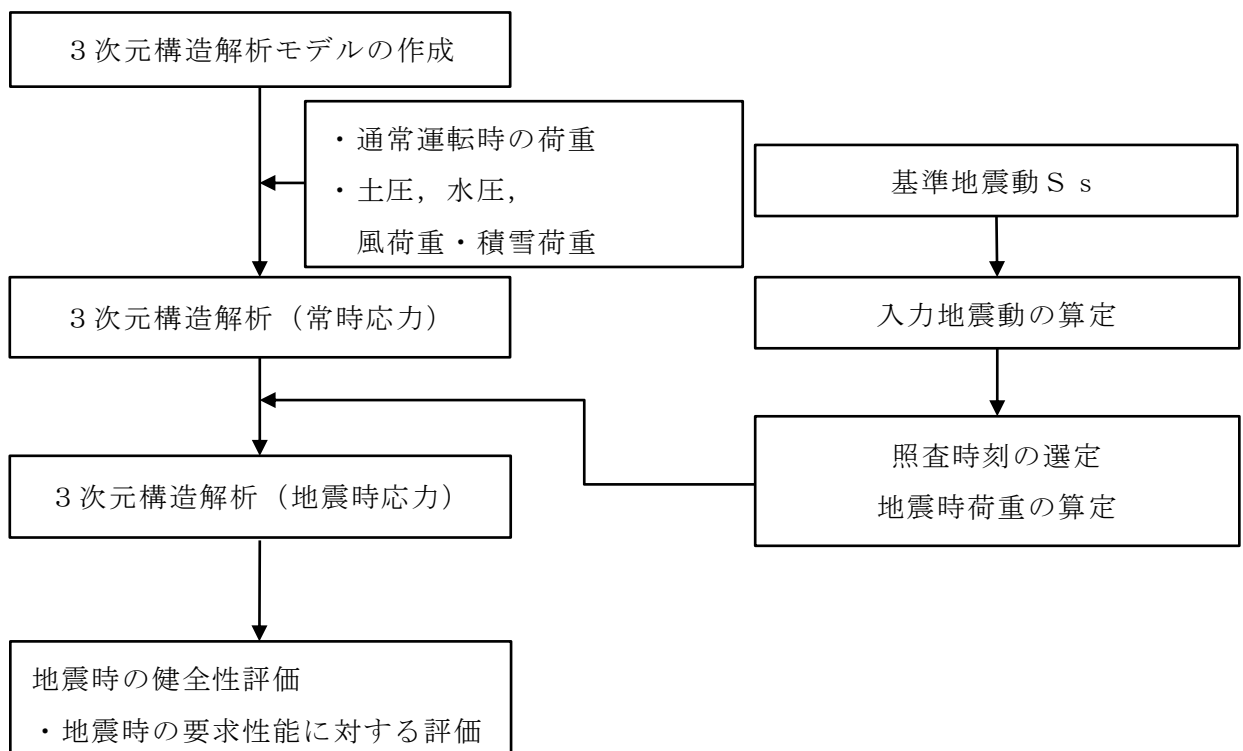 ３次元構造解析モデルの作成
・通常運転時の荷重
・土圧，水圧，
風荷重・積雪荷重
基準地震動Ｓｓ
３次元構造解析（常時応力）
入力地震動の算定
照査時刻の選定
地震時荷重の算定
３次元構造解析（地震時応力）
地震時の健全性評価
・地震時の要求性能に対する評価